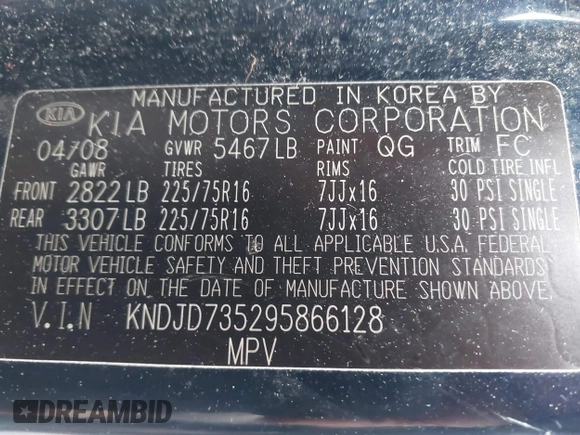 MANUFACTURED IN KOREA BY
KIA KIA MOTORS CORPORATION
04/08 GVWR 5467LB PAINT QG TRIM FC
GAWR TIRES RIMS COLD TIRE INFL
FRONT 2822LB 225/75R16 7JJx16 30 PSI SINGLE
REAR 3307LB 225/75R16 7JJx16 30 PSI SINGLE
THIS VEHICLE CONFORMS TO ALL APPLICABLE U.S.A. FEDERAL
MOTOR VEHICLE SAFETY AND THEFT PREVENTION STANDARDS
IN EFFECT ON THE DATE OF MANUFACTURE SHOWN ABOVE.
V.I.N KNDJD735295866128
MPV
DREAMBID